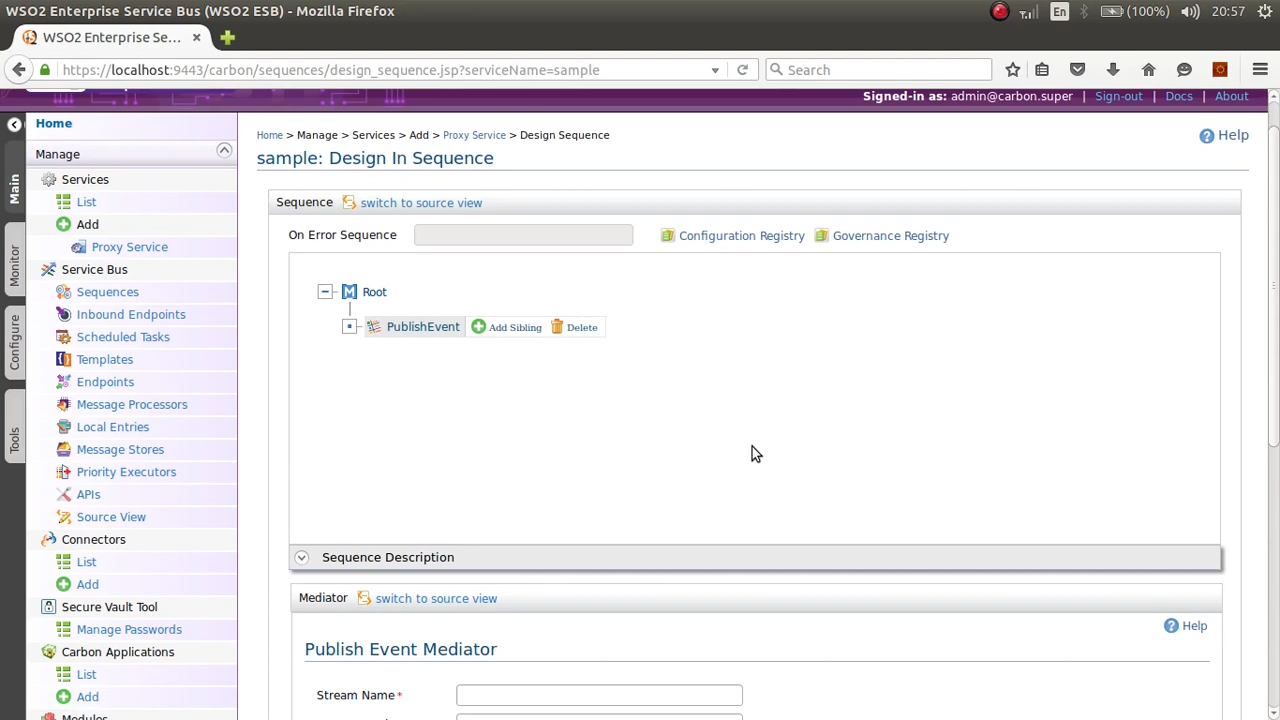 WSO2 Enterprise Service Bus (WSO2 ESB) - Mozilla Firefox
En
(100%)
20:57
WSO2 Enterprise Se...
https://localhost:9443/carbon/sequences/design_sequence.jsp?serviceName=sample
Search
Signed-in as: admin@carbon.super | Sign-out | Docs | About
Main
Monitor
Configure
Tools
Home
Manage
Services
List
Add
Proxy Service
Service Bus
Sequences
Inbound Endpoints
Scheduled Tasks
Templates
Endpoints
Message Processors
Local Entries
Message Stores
Priority Executors
APIs
Source View
Connectors
List
Add
Secure Vault Tool
Manage Passwords
Carbon Applications
List
Add
Modules
Home > Manage > Services > Add > Proxy Service > Design Sequence
Help
sample: Design In Sequence
Sequence switch to source view
On Error Sequence Configuration Registry Governance Registry
Root
PublishEvent Add Sibling Delete
Sequence Description
Mediator switch to source view
Help
Publish Event Mediator
Stream Name *